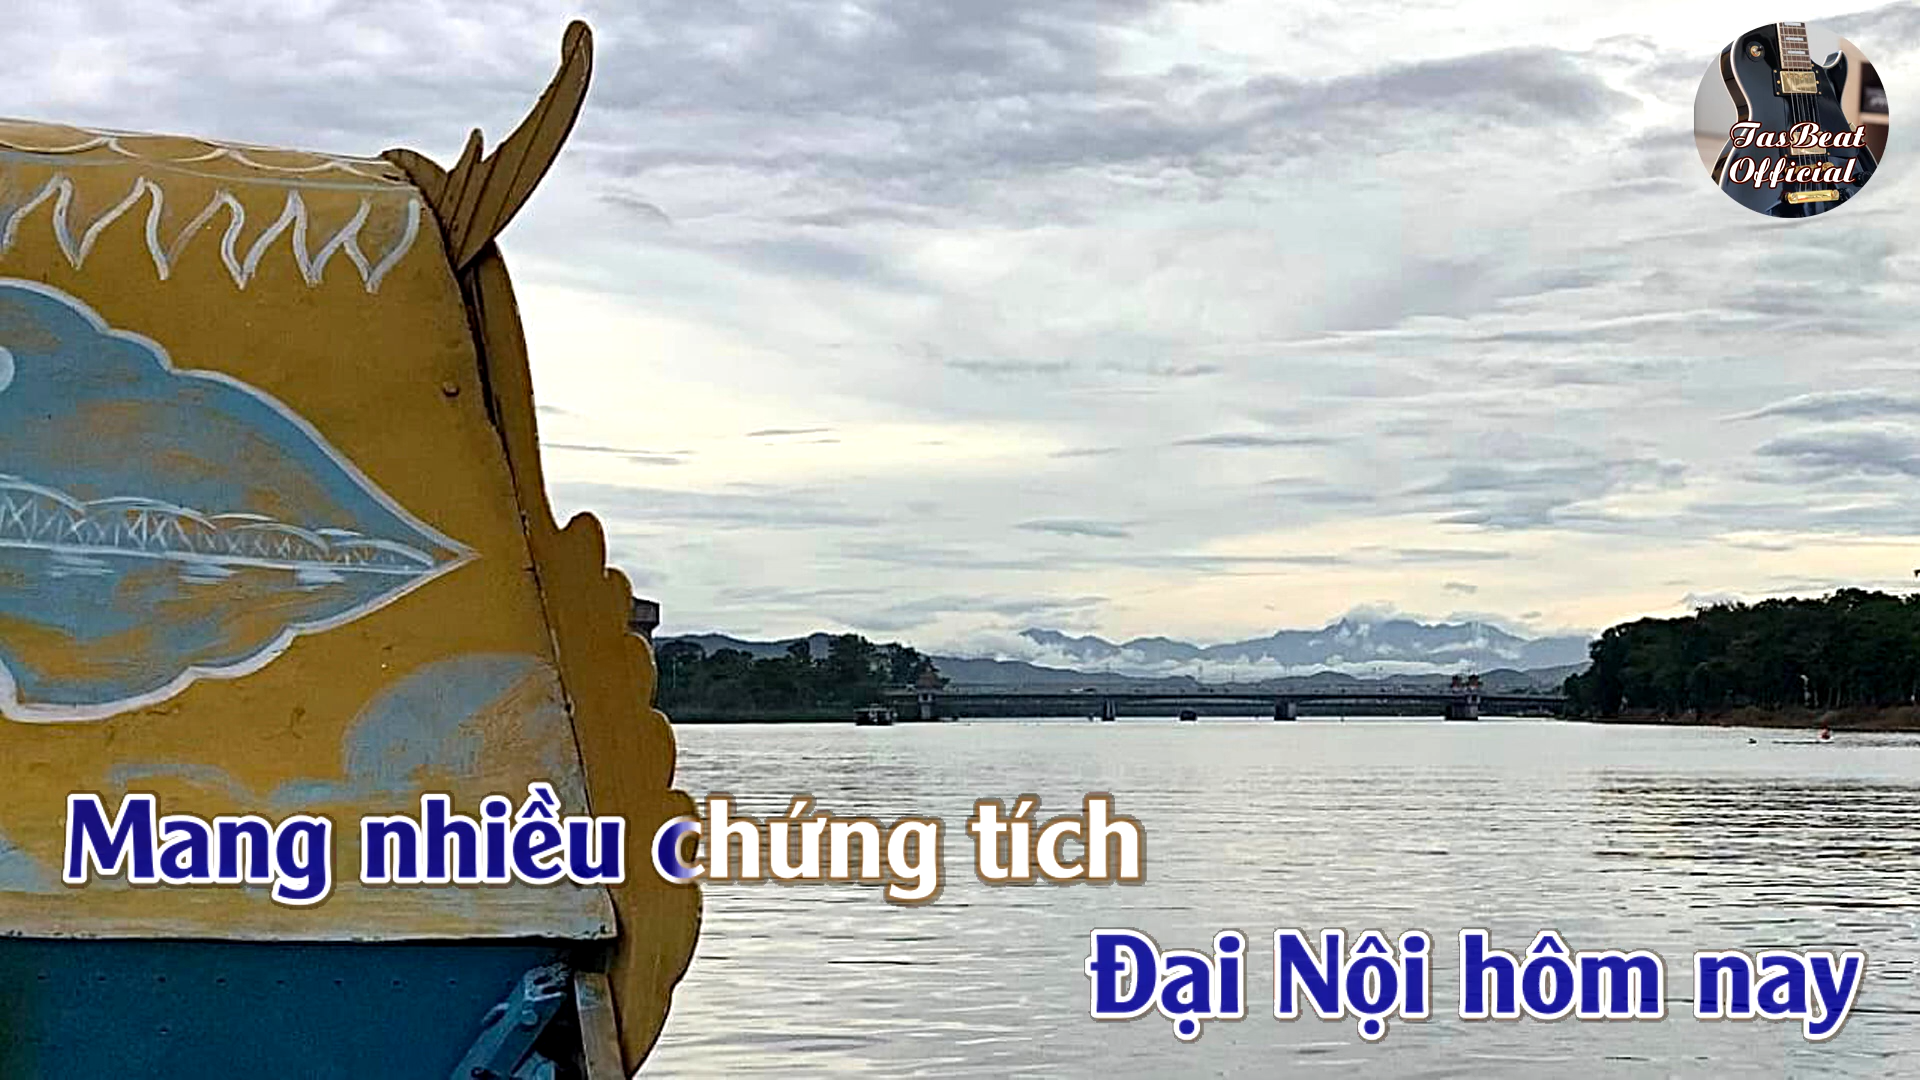 TasBeat
Official
Mang nhiều chứng tích
Đại Nội hôm nay